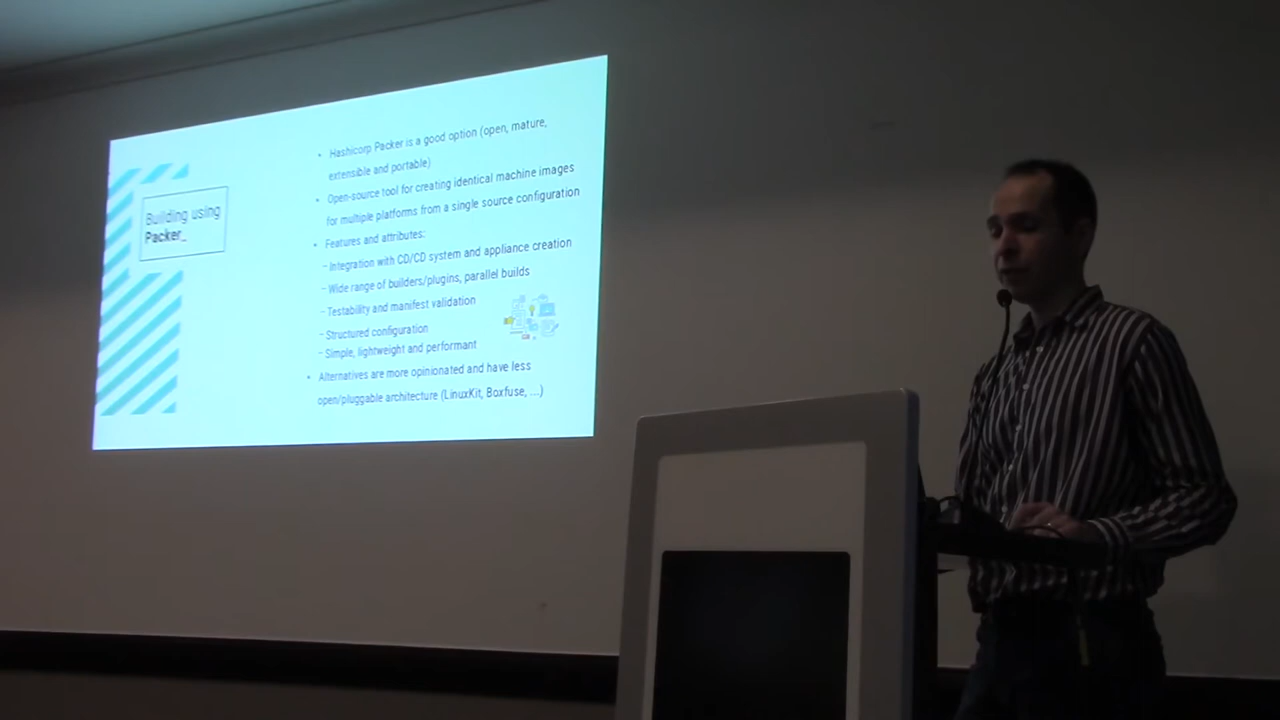 Building using
Packer_
• Hashicorp Packer is a good option (open, mature,
extensible and portable)
• Open-source tool for creating identical machine images
for multiple platforms from a single source configuration
• Features and attributes:
– Integration with CD/CD system and appliance creation
– Wide range of builders/plugins, parallel builds
– Testability and manifest validation
– Structured configuration
– Simple, lightweight and performant
• Alternatives are more opinionated and have less
open/pluggable architecture (LinuxKit, Boxfuse, ...)